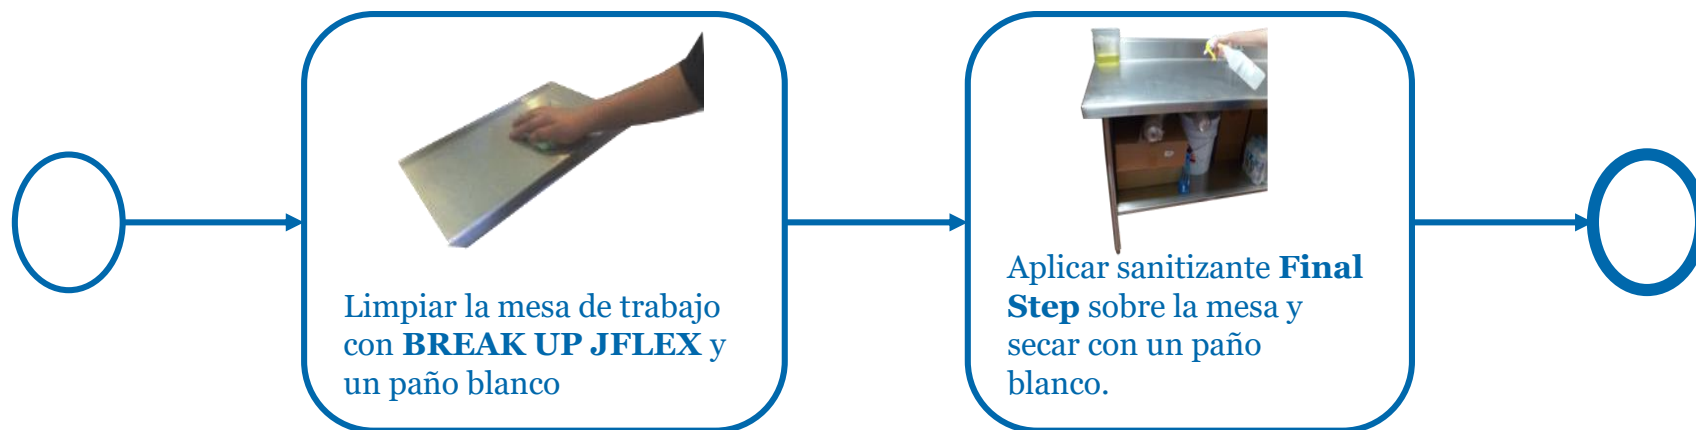 Limpiar la mesa de trabajo
con BREAK UP JFLEX y
un paño blanco
Aplicar sanitizante Final
Step sobre la mesa y
secar con un paño
blanco.